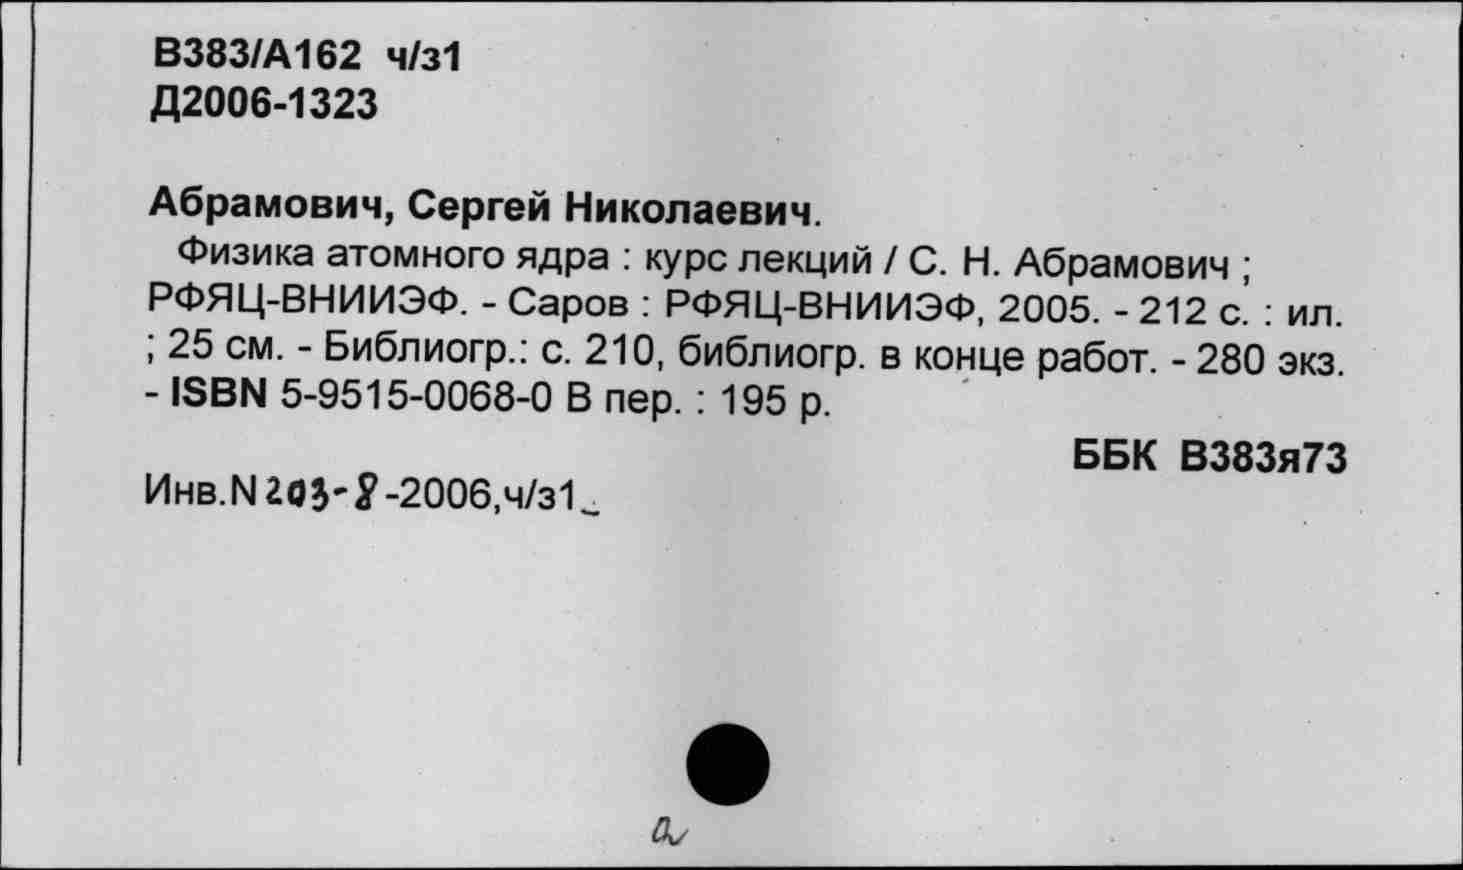 В383/А162 ч/з1
Д2006-1323
Абрамович, Сергей Николаевич.
Физика атомного ядра : курс лекций / С. Н. Абрамович ;
РФЯЦ-ВНИИЭФ. - Саров : РФЯЦ-ВНИИЭФ, 2005. - 212 с. : ил.
; 25 см. - Библиогр.: с. 210, библиогр. в конце работ. - 280 экз.
- ISBN 5-9515-0068-0 В пер. : 195 р.
ББК В383я73
Инв.N 203-8-2006,ч/з1